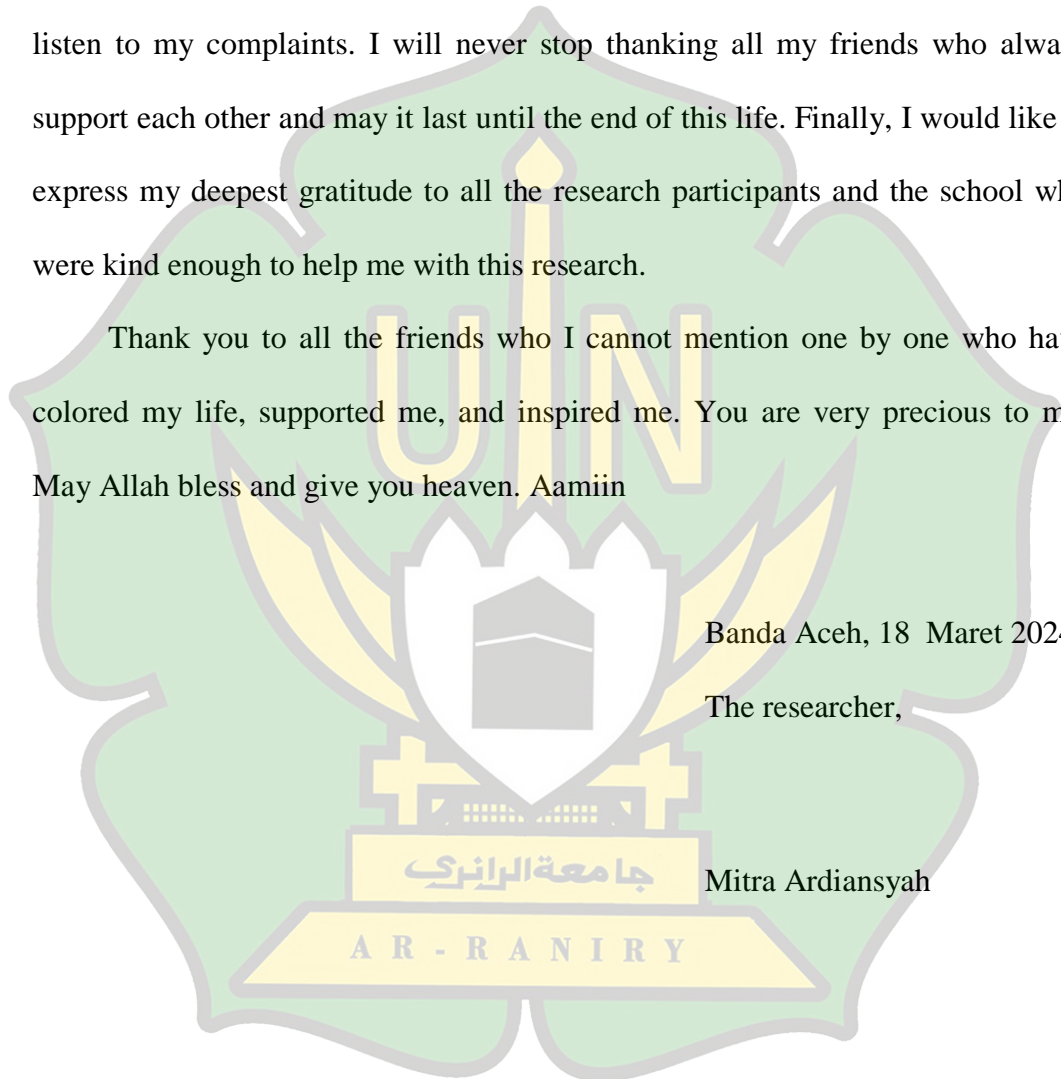 listen to my complaints. I will never stop thanking all my friends who alwa
support each other and may it last until the end of this life. Finally, I would like
express my deepest gratitude to all the research participants and the school wh
were kind enough to help me with this research.
UIN
Thank you to all the friends who I cannot mention one by one who ha
colored my life, supported me, and inspired me. You are very precious to m
May Allah bless and give you heaven. Aamiin
Banda Aceh, 18 Maret 2024
The researcher,
جامعة الرانري
Mitra Ardiansyah
AR-RANIRY